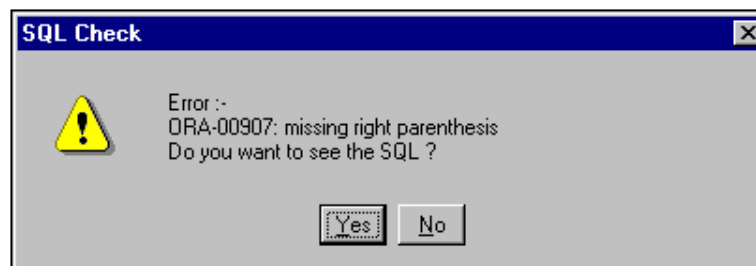 SQL Check
Error :-
ORA-00907: missing right parenthesis
Do you want to see the SQL ?
Yes No